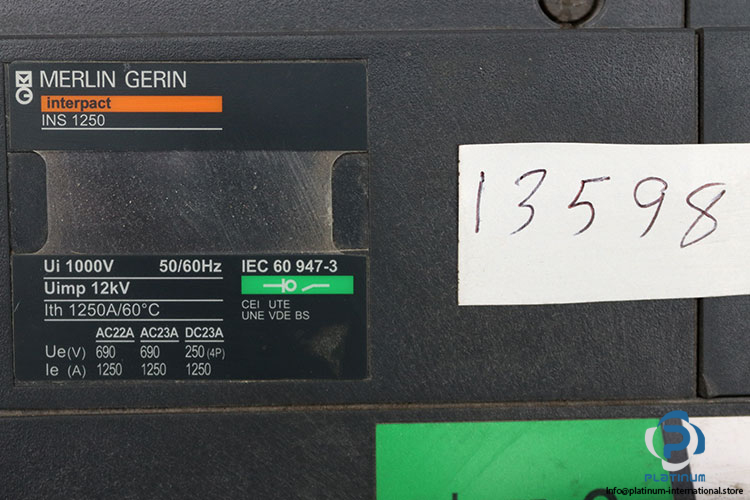 MERLIN GERIN
interpact
INS 1250
Ui 1000V 50/60Hz IEC 60 947-3
Uimp 12kV
Ith 1250A/60°C
CEI UTE
UNE VDE BS
AC22A AC23A DC23A
Ue(V) 690 690 250 (4P)
Ie (A) 1250 1250 1250
13598
PLATINUM
info@platinum-international.store